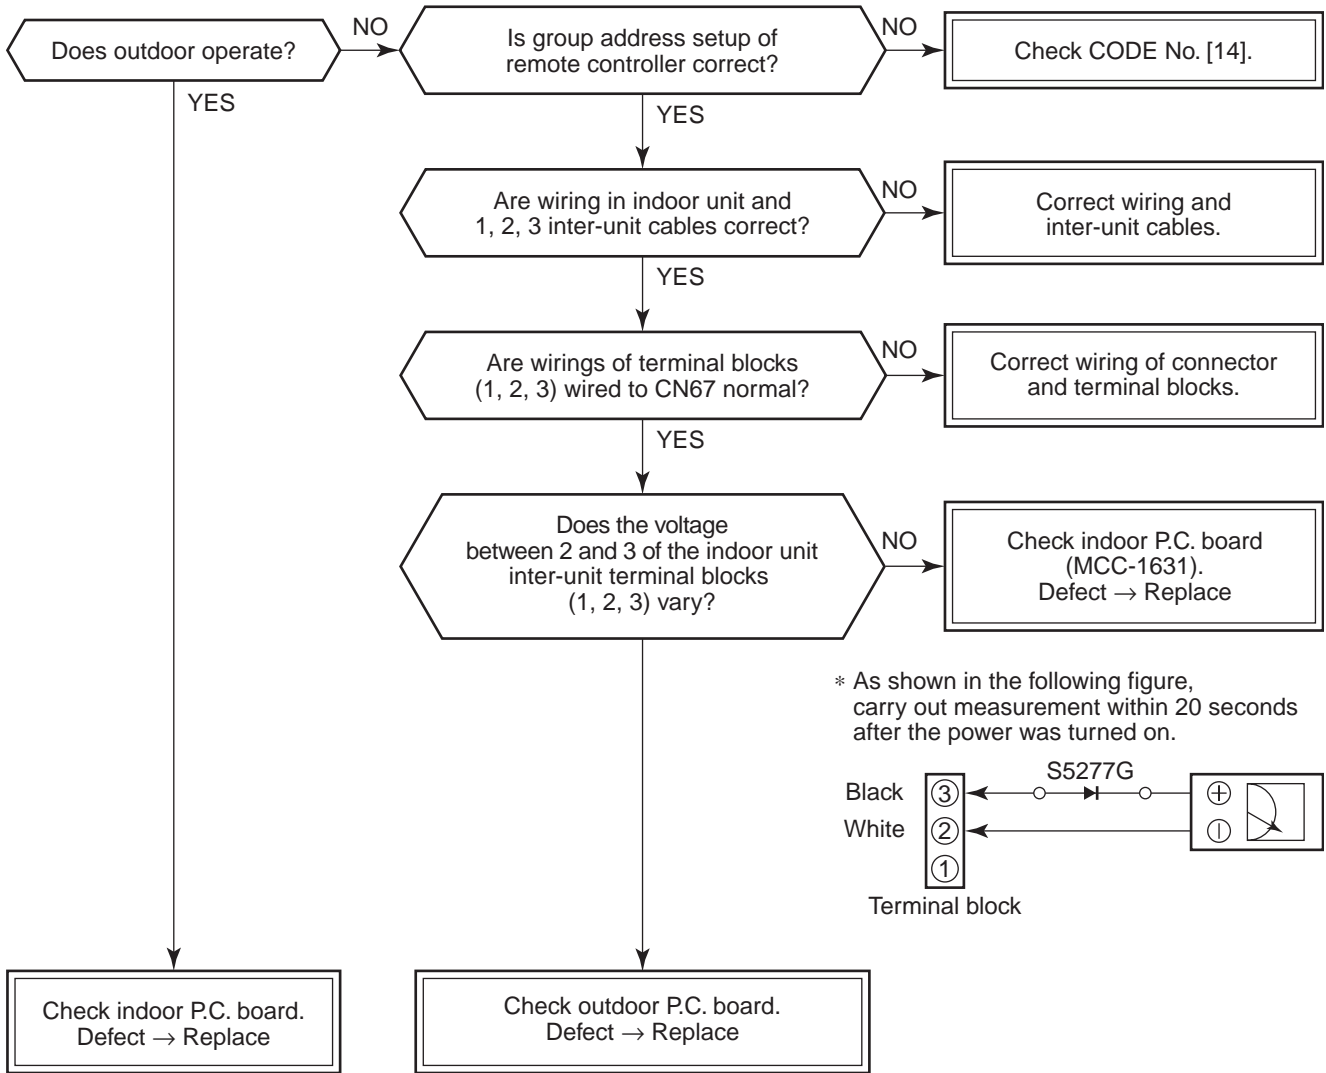 Does outdoor operate?
NO
YES
Is group address setup of
remote controller correct?
NO
Check CODE No. [14].
YES
Are wiring in indoor unit and
1, 2, 3 inter-unit cables correct?
NO
Correct wiring and
inter-unit cables.
YES
Are wirings of terminal blocks
(1, 2, 3) wired to CN67 normal?
NO
Correct wiring of connector
and terminal blocks.
YES
Does the voltage
between 2 and 3 of the indoor unit
inter-unit terminal blocks
(1, 2, 3) vary?
NO
Check indoor P.C. board
(MCC-1631).
Defect → Replace
* As shown in the following figure,
carry out measurement within 20 seconds
after the power was turned on.
S5277G
Black ③ ⊕
White ② ⊖
①
Terminal block
Check indoor P.C. board.
Defect → Replace
Check outdoor P.C. board.
Defect → Replace